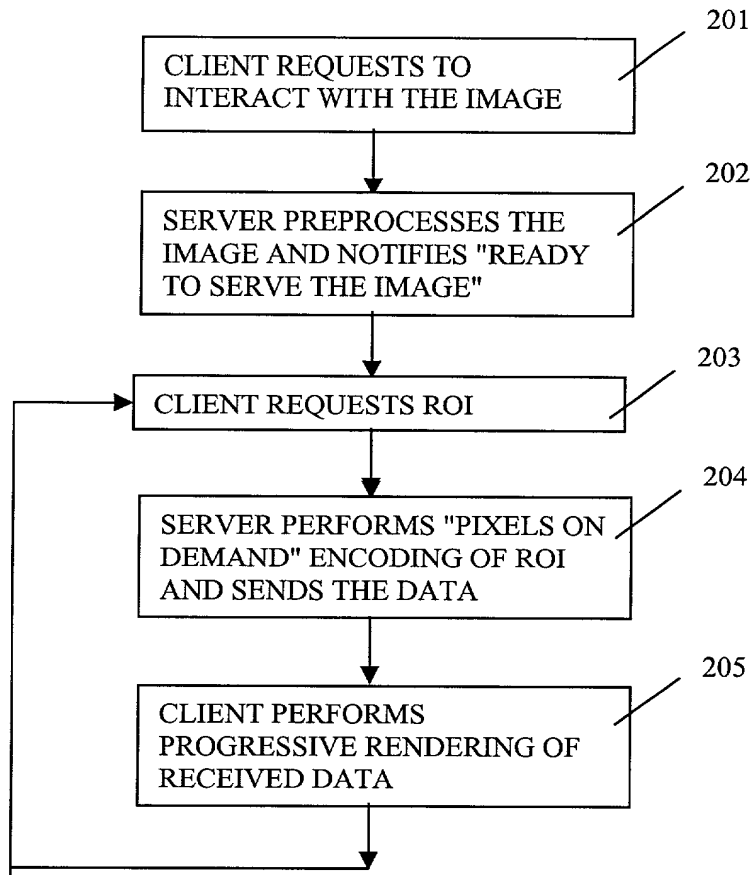 201
CLIENT REQUESTS TO
INTERACT WITH THE IMAGE
202
SERVER PREPROCESSES THE
IMAGE AND NOTIFIES "READY
TO SERVE THE IMAGE"
203
CLIENT REQUESTS ROI
204
SERVER PERFORMS "PIXELS ON
DEMAND" ENCODING OF ROI
AND SENDS THE DATA
205
CLIENT PERFORMS
PROGRESSIVE RENDERING OF
RECEIVED DATA